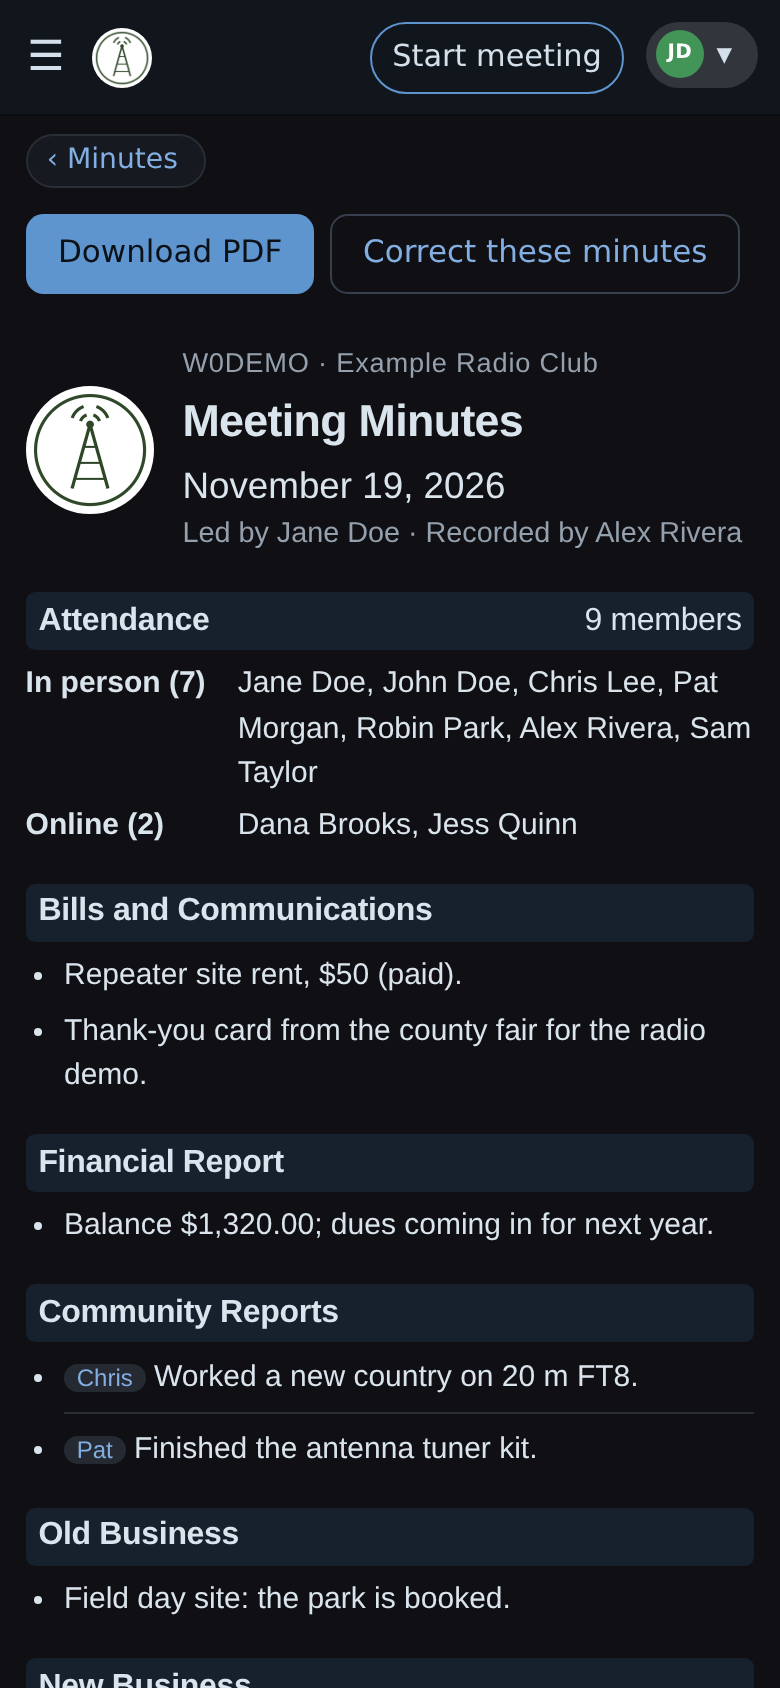 ☰ Start meeting JD ▼
‹ Minutes
Download PDF Correct these minutes
W0DEMO · Example Radio Club
Meeting Minutes
November 19, 2026
Led by Jane Doe · Recorded by Alex Rivera
Attendance 9 members
In person (7) Jane Doe, John Doe, Chris Lee, Pat
Morgan, Robin Park, Alex Rivera, Sam
Taylor
Online (2) Dana Brooks, Jess Quinn
Bills and Communications
• Repeater site rent, $50 (paid).
• Thank-you card from the county fair for the radio
demo.
Financial Report
• Balance $1,320.00; dues coming in for next year.
Community Reports
• Chris Worked a new country on 20 m FT8.
• Pat Finished the antenna tuner kit.
Old Business
• Field day site: the park is booked.
New Business